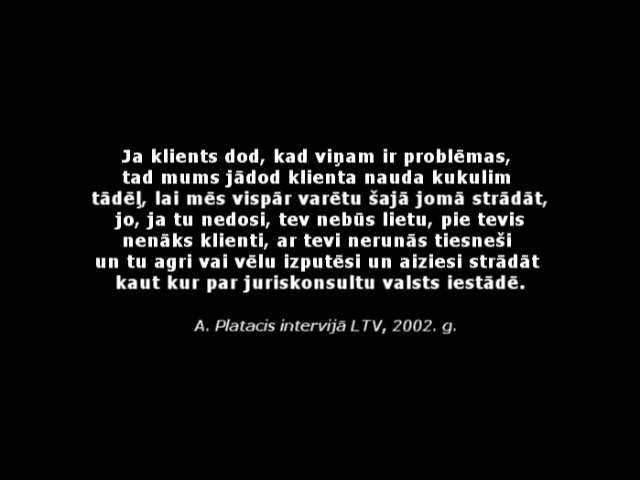 Ja klients dod, kad viņam ir problēmas,
tad mums jādod klienta nauda kukulim
tādēļ, lai mēs vispār varētu šajā jomā strādāt,
jo, ja tu nedosi, tev nebūs lietu, pie tevis
nenāks klienti, ar tevi nerunās tiesneši
un tu agri vai vēlu izputēsi un aiziesi strādāt
kaut kur par juriskonsultu valsts iestādē.
A. Platacis intervijā LTV, 2002. g.